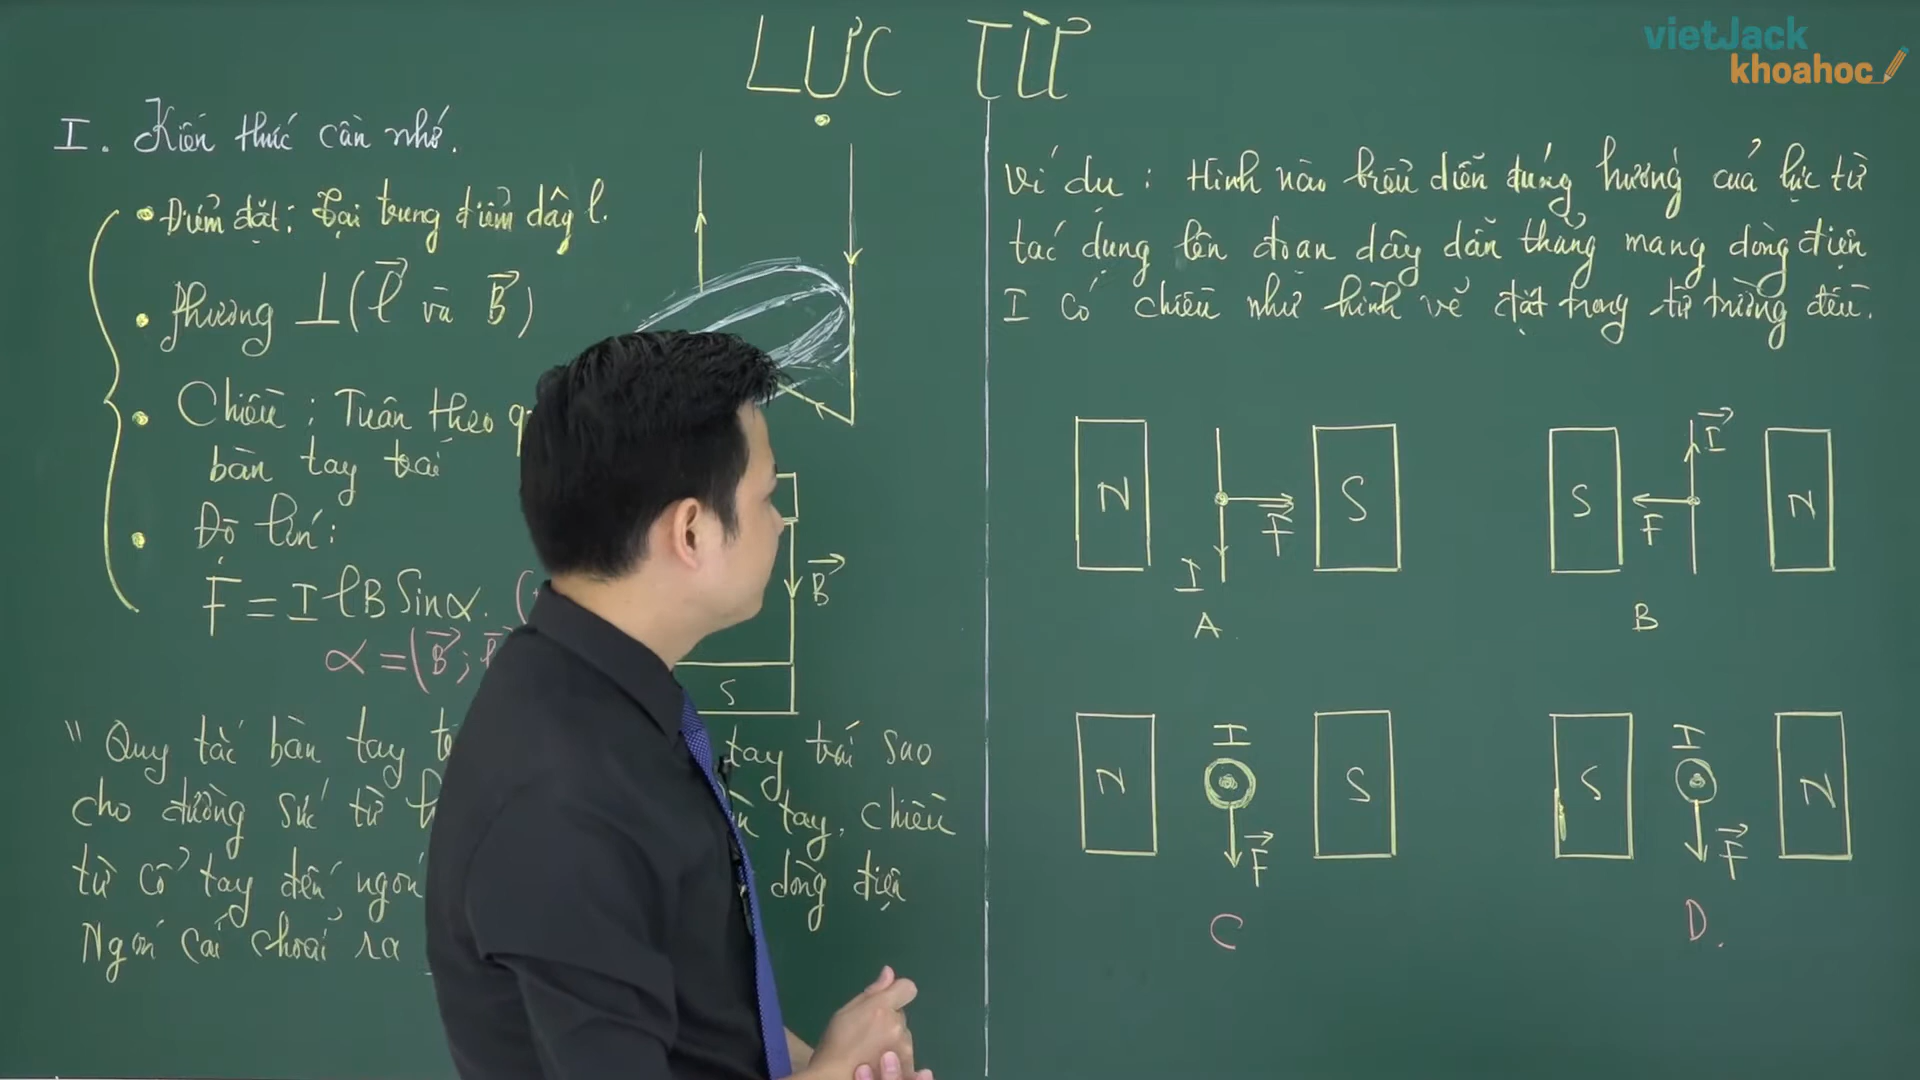 LỰC TỪ
vietJack
khoahoc
I. Kiến thức cần nhớ.
• Điểm đặt: tại trung điểm dây l.
• Phương ⊥ (l⃗ và B⃗)
• Chiều: Tuân theo q
bàn tay trái
• Độ lớn:
F = I l B Sinα. (
α = (B⃗; l⃗
B⃗
S
" Quy tắc bàn tay t tay trái sao
cho đường sức từ h tay, chiều
từ cổ tay đến ngón dòng điện
Ngón cái choãi ra
Ví dụ: Hình nào biểu diễn đúng hướng của lực từ
tác dụng lên đoạn dây dẫn thẳng mang dòng điện
I có chiều như hình vẽ đặt trong từ trường đều.
N F⃗ S I
A.
S F I⃗ N
B
N I F⃗ S
C
S I F⃗ N
D.